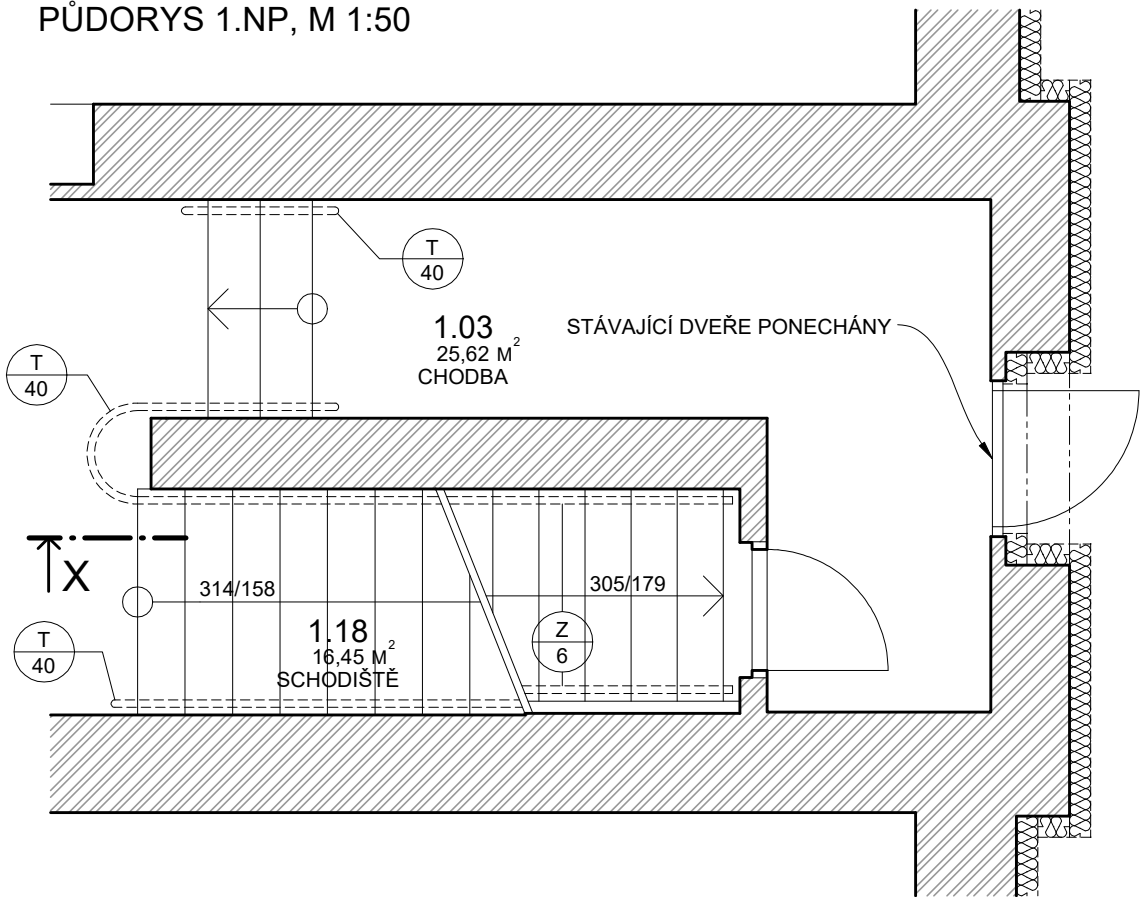 PŮDORYS 1.NP, M 1:50
T
40
1.03
25,62 M²
CHODBA
STÁVAJÍCÍ DVEŘE PONECHÁNY
T
40
X
314/158
305/179
1.18
16,45 M²
SCHODIŠTĚ
Z
6
T
40